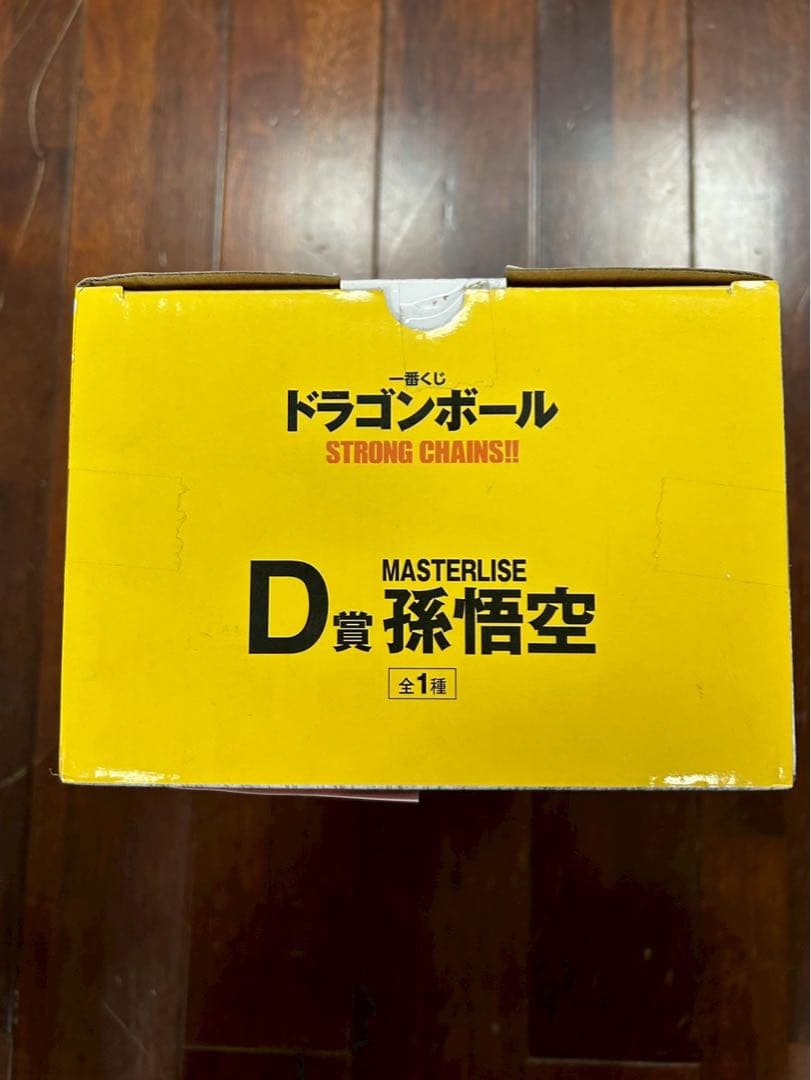 一番くじ
ドラゴンボール
STRONG CHAINS!!
MASTERLISE
D賞 孫悟空
全1種